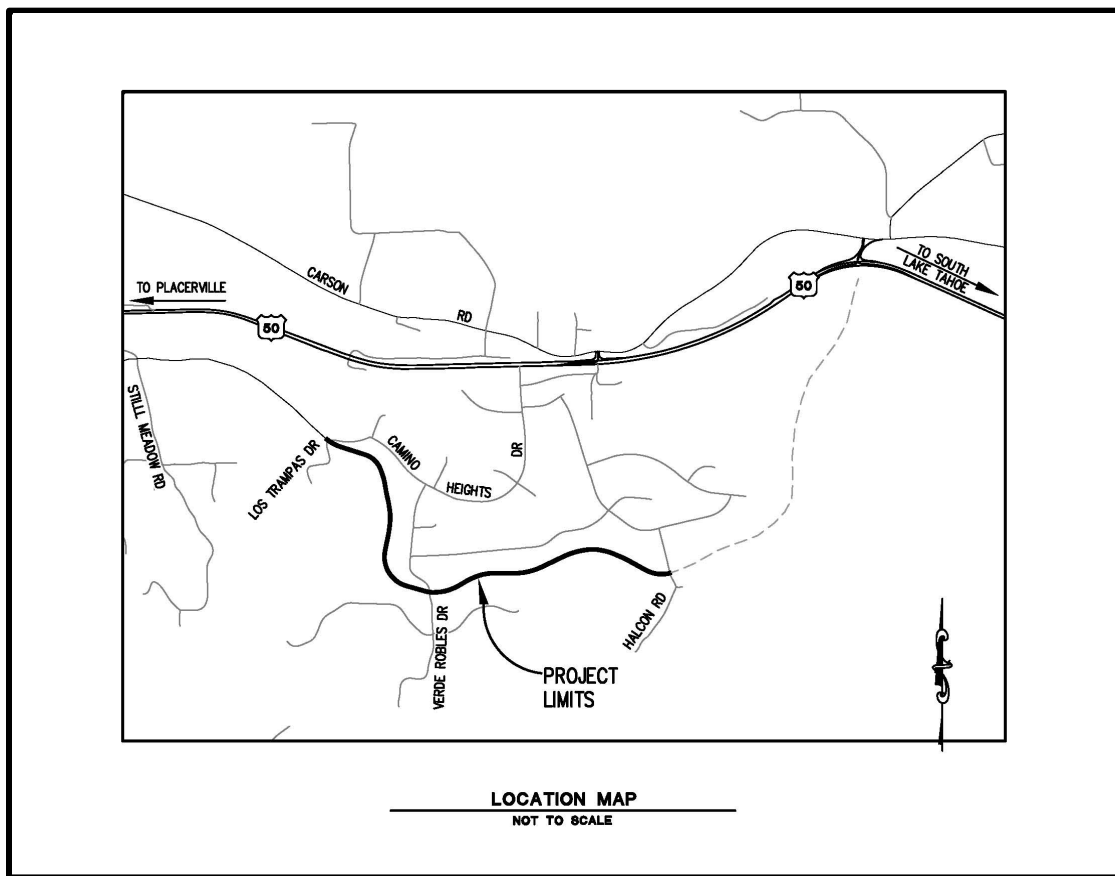 TO PLACERVILLE
50
CARSON
RD
50
TO SOUTH
LAKE TAHOE
STILL MEADOW RD
LOS TRAMPAS DR
CAMINO
HEIGHTS
DR
VERDE ROBLES DR
HALCON RD
PROJECT
LIMITS
LOCATION MAP
NOT TO SCALE